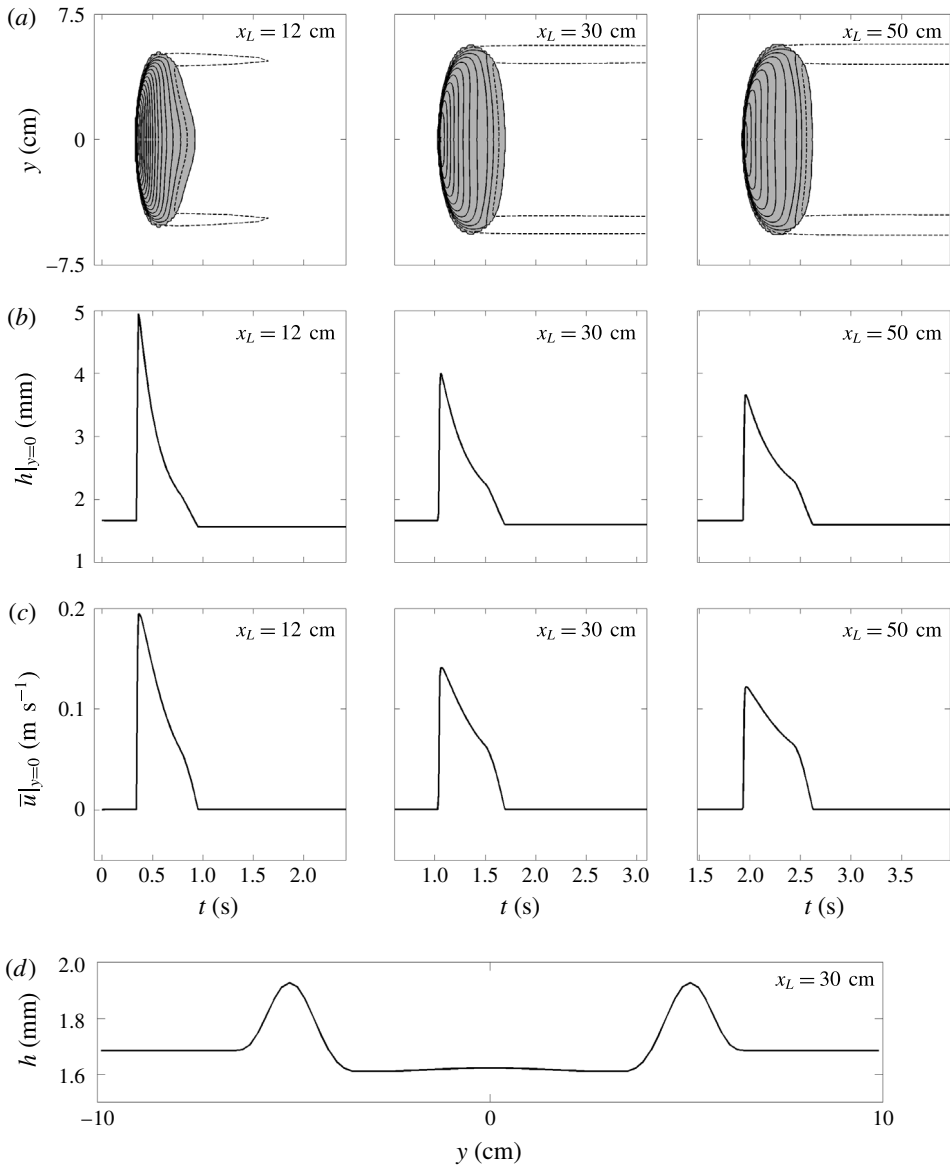 (a)
7.5
0
–7.5
y (cm)
x_L = 12 cm
x_L = 30 cm
x_L = 50 cm
(b)
5
4
3
2
1
h|_{y=0} (mm)
x_L = 12 cm
x_L = 30 cm
x_L = 50 cm
(c)
0.2
0.1
0
u̅|_{y=0} (m s⁻¹)
x_L = 12 cm
x_L = 30 cm
x_L = 50 cm
0 0.5 1.0 1.5 2.0
1.0 1.5 2.0 2.5 3.0
1.5 2.0 2.5 3.0 3.5
t (s)
t (s)
t (s)
(d)
2.0
1.8
1.6
h (mm)
x_L = 30 cm
–10 0 10
y (cm)